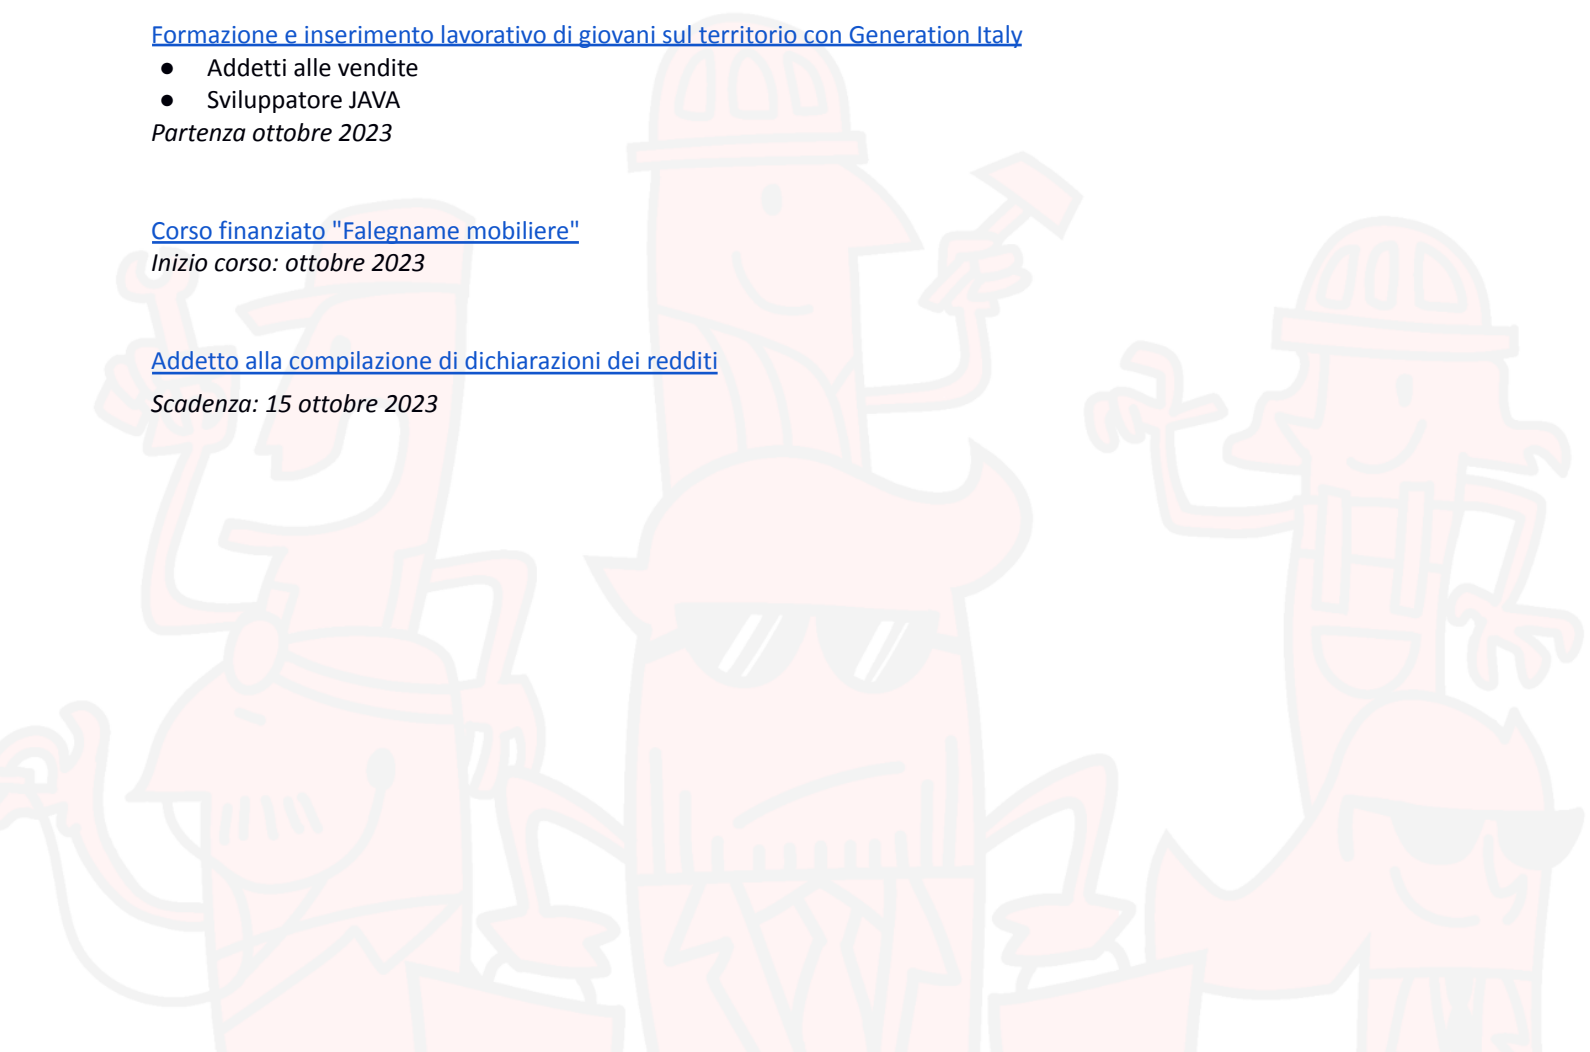 Formazione e inserimento lavorativo di giovani sul territorio con Generation Italy
● Addetti alle vendite
● Sviluppatore JAVA
Partenza ottobre 2023
Corso finanziato "Falegname mobiliere"
Inizio corso: ottobre 2023
Addetto alla compilazione di dichiarazioni dei redditi
Scadenza: 15 ottobre 2023